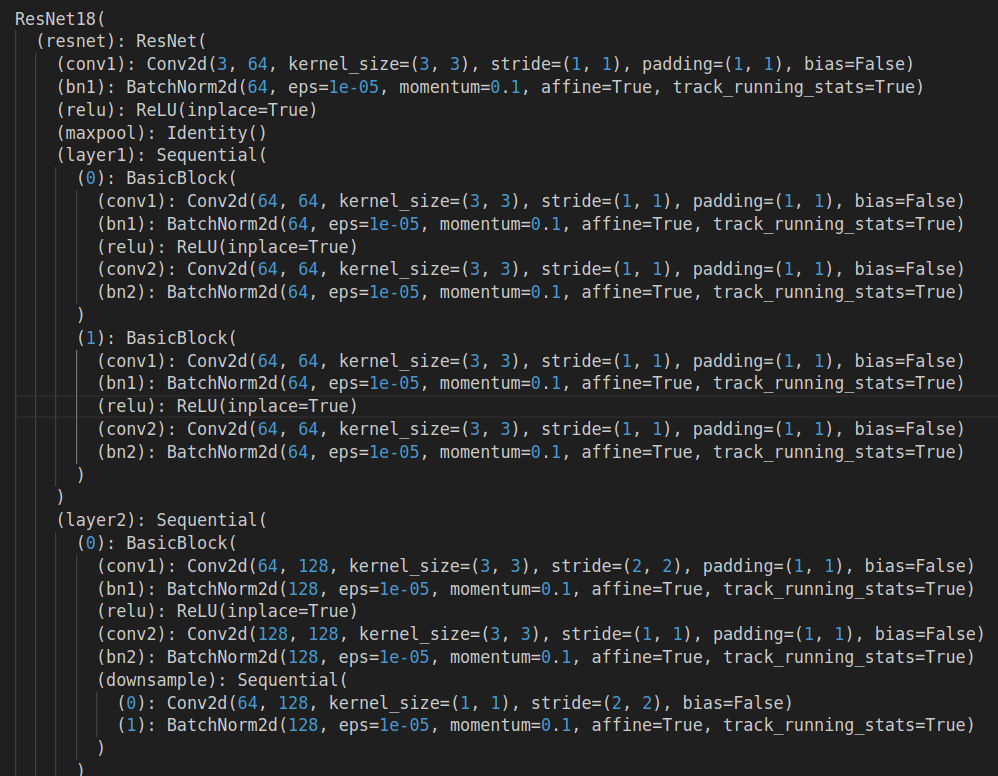 ResNet18(
(resnet): ResNet(
(conv1): Conv2d(3, 64, kernel_size=(3, 3), stride=(1, 1), padding=(1, 1), bias=False)
(bn1): BatchNorm2d(64, eps=1e-05, momentum=0.1, affine=True, track_running_stats=True)
(relu): ReLU(inplace=True)
(maxpool): Identity()
(layer1): Sequential(
(0): BasicBlock(
(conv1): Conv2d(64, 64, kernel_size=(3, 3), stride=(1, 1), padding=(1, 1), bias=False)
(bn1): BatchNorm2d(64, eps=1e-05, momentum=0.1, affine=True, track_running_stats=True)
(relu): ReLU(inplace=True)
(conv2): Conv2d(64, 64, kernel_size=(3, 3), stride=(1, 1), padding=(1, 1), bias=False)
(bn2): BatchNorm2d(64, eps=1e-05, momentum=0.1, affine=True, track_running_stats=True)
)
(1): BasicBlock(
(conv1): Conv2d(64, 64, kernel_size=(3, 3), stride=(1, 1), padding=(1, 1), bias=False)
(bn1): BatchNorm2d(64, eps=1e-05, momentum=0.1, affine=True, track_running_stats=True)
(relu): ReLU(inplace=True)
(conv2): Conv2d(64, 64, kernel_size=(3, 3), stride=(1, 1), padding=(1, 1), bias=False)
(bn2): BatchNorm2d(64, eps=1e-05, momentum=0.1, affine=True, track_running_stats=True)
)
)
(layer2): Sequential(
(0): BasicBlock(
(conv1): Conv2d(64, 128, kernel_size=(3, 3), stride=(2, 2), padding=(1, 1), bias=False)
(bn1): BatchNorm2d(128, eps=1e-05, momentum=0.1, affine=True, track_running_stats=True)
(relu): ReLU(inplace=True)
(conv2): Conv2d(128, 128, kernel_size=(3, 3), stride=(1, 1), padding=(1, 1), bias=False)
(bn2): BatchNorm2d(128, eps=1e-05, momentum=0.1, affine=True, track_running_stats=True)
(downsample): Sequential(
(0): Conv2d(64, 128, kernel_size=(1, 1), stride=(2, 2), bias=False)
(1): BatchNorm2d(128, eps=1e-05, momentum=0.1, affine=True, track_running_stats=True)
)
)